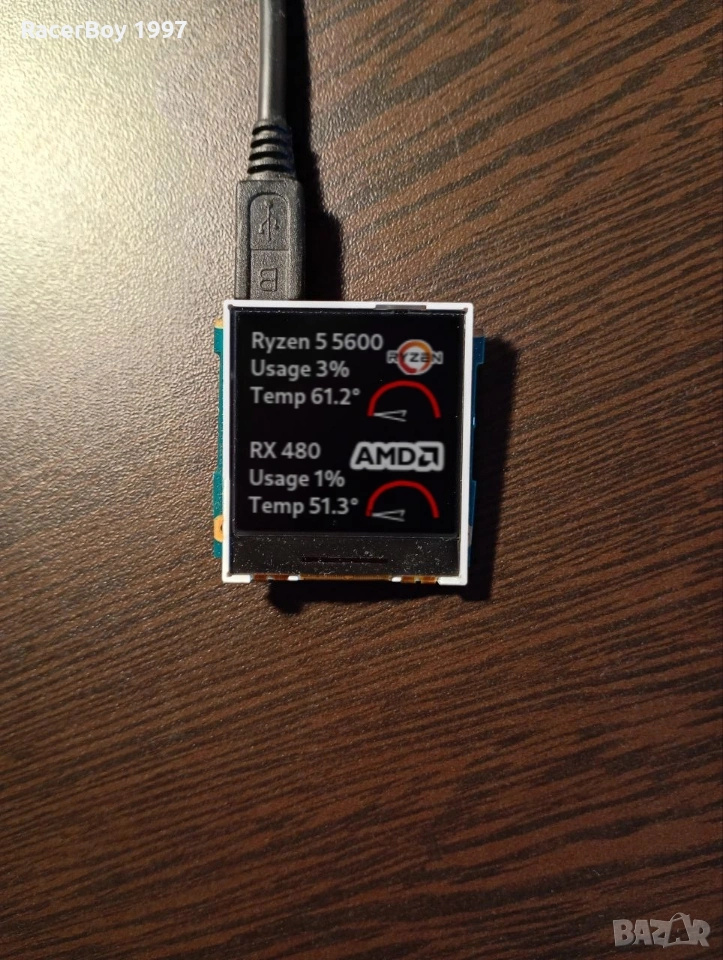 RacerBoy 1997
B
Ryzen 5 5600
RYZEN
Usage 3%
Temp 61.2°
RX 480
AMD
Usage 1%
Temp 51.3°
BAZAR